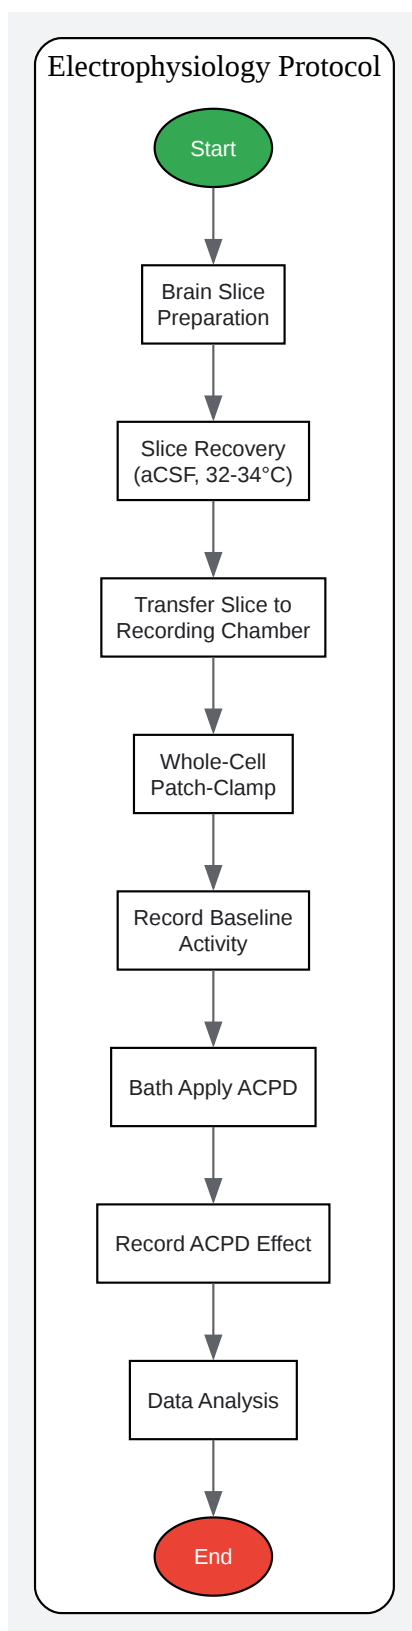 Electrophysiology Protocol
Start
Brain Slice
Preparation
Slice Recovery
(aCSF, 32-34°C)
Transfer Slice to
Recording Chamber
Whole-Cell
Patch-Clamp
Record Baseline
Activity
Bath Apply ACPD
Record ACPD Effect
Data Analysis
End